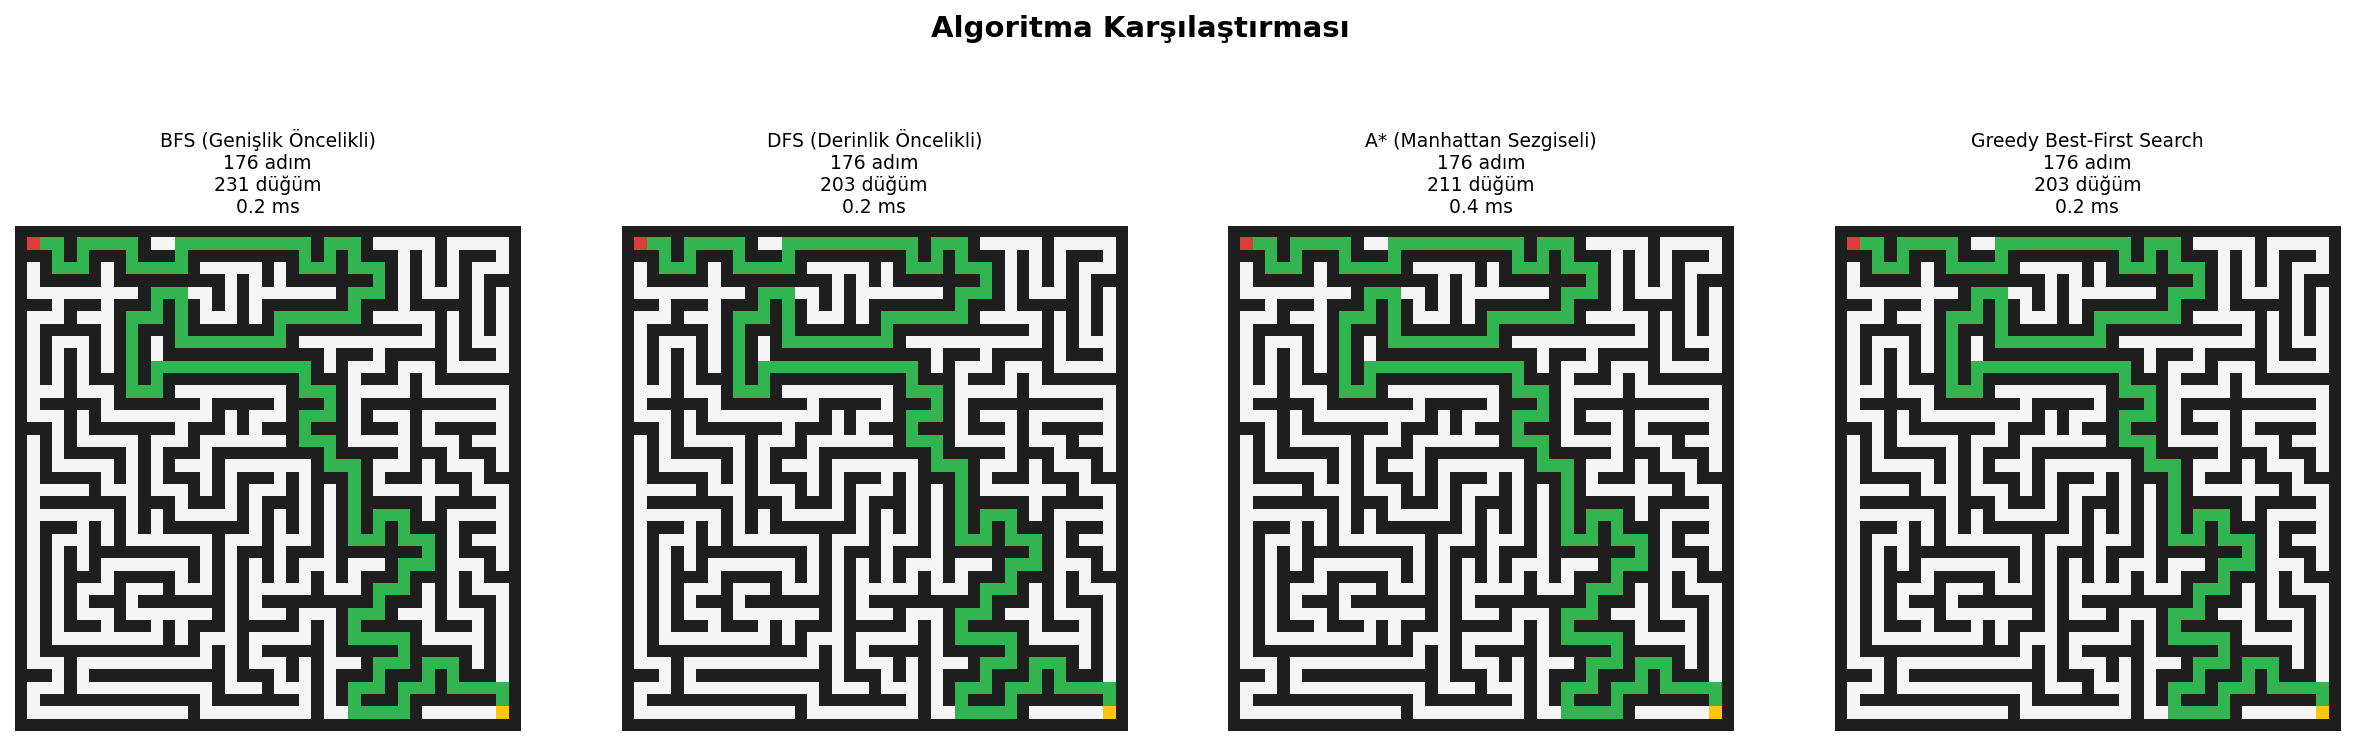 Algoritma Karşılaştırması
BFS (Genişlik Öncelikli)
176 adım
231 düğüm
0.2 ms
DFS (Derinlik Öncelikli)
176 adım
203 düğüm
0.2 ms
A* (Manhattan Sezgiseli)
176 adım
211 düğüm
0.4 ms
Greedy Best-First Search
176 adım
203 düğüm
0.2 ms